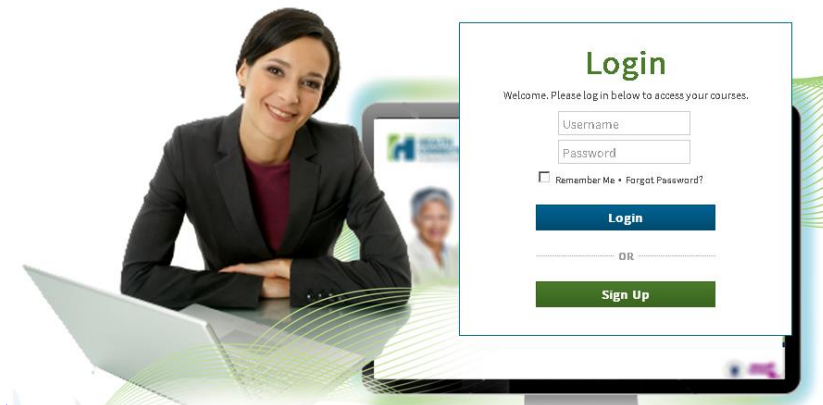 Login
Welcome. Please log in below to access your courses.
Username
Password
Remember Me • Forgot Password?
Login
OR
Sign Up